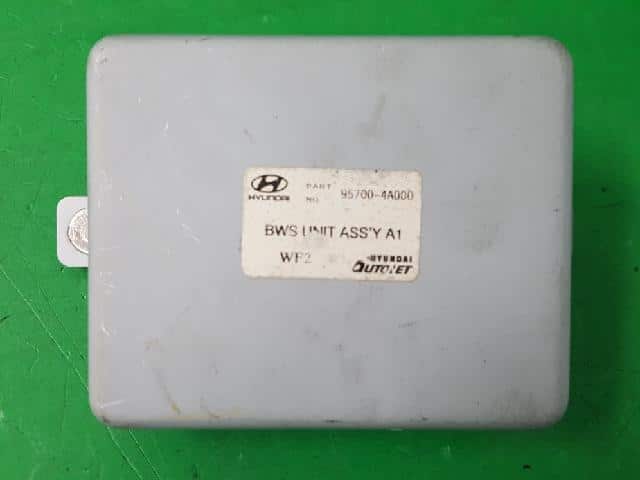 HYUNDAI
PART NO. 95700-4A000
BWS UNIT ASS'Y A1
WF2
HYUNDAI
AUTONET